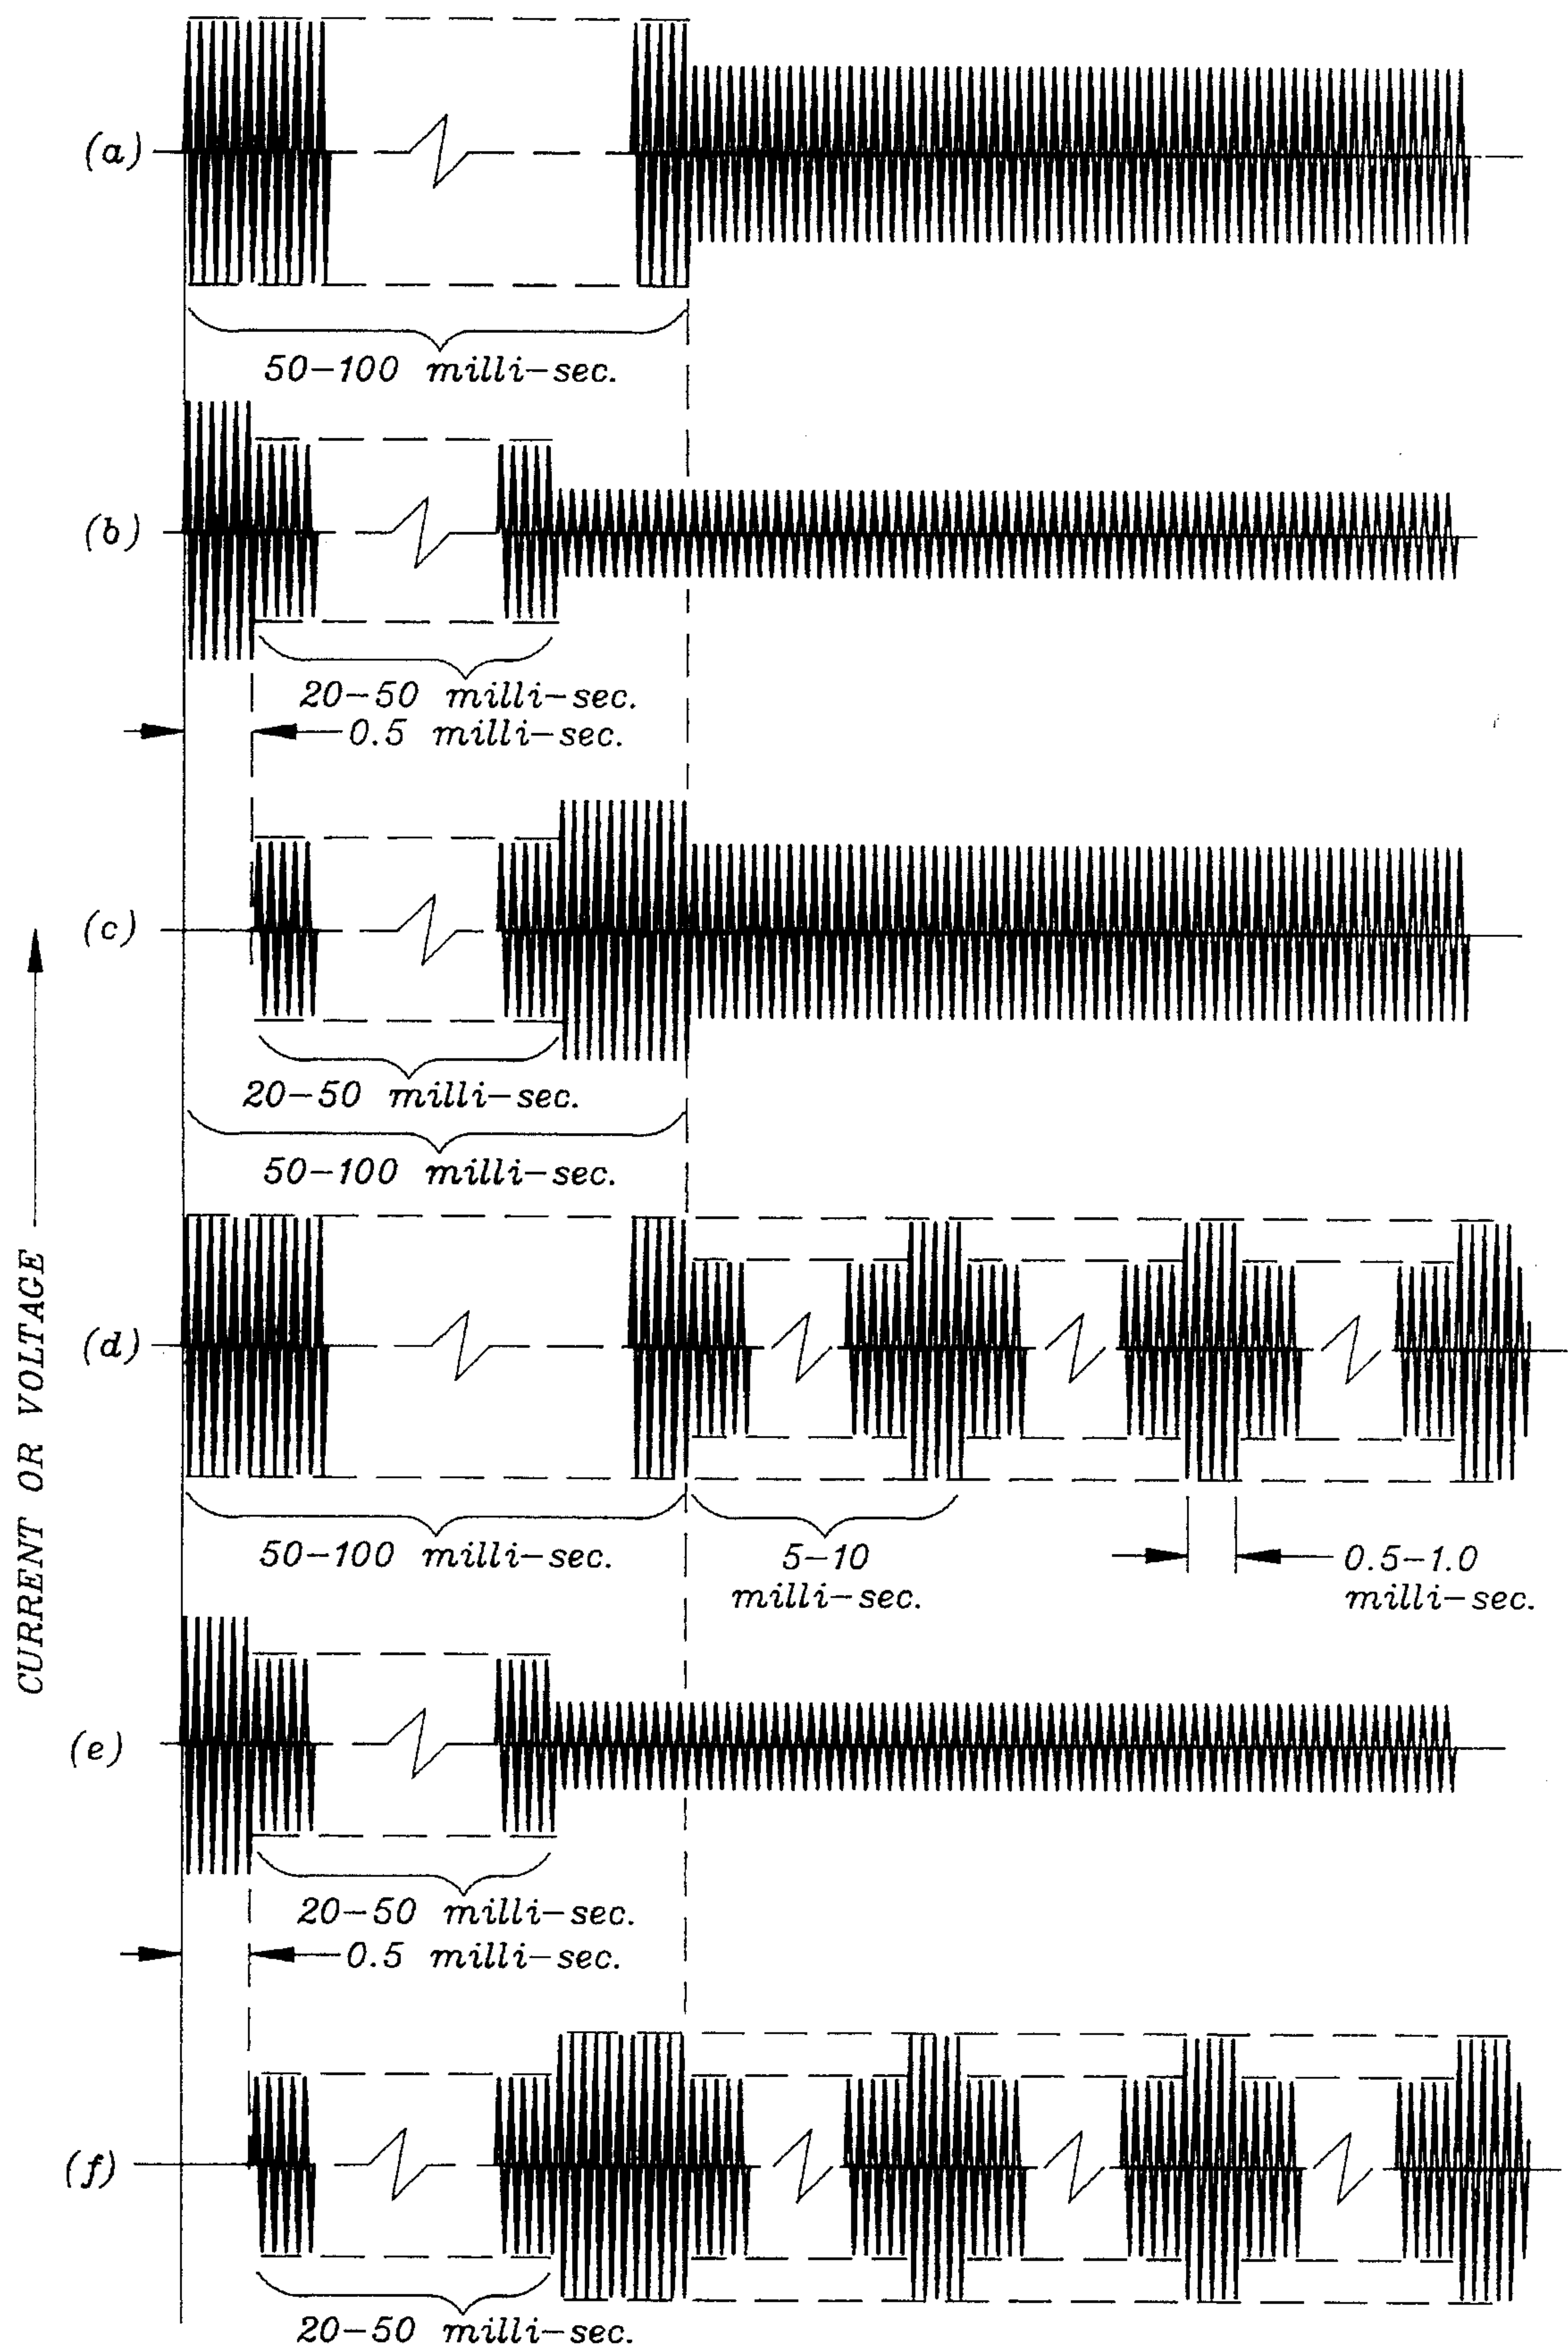 (a)
50-100 milli-sec.
(b)
20-50 milli-sec.
0.5 milli-sec.
(c)
20-50 milli-sec.
50-100 milli-sec.
CURRENT OR VOLTAGE
(d)
50-100 milli-sec.
5-10
milli-sec.
0.5-1.0
milli-sec.
(e)
20-50 milli-sec.
0.5 milli-sec.
(f)
20-50 milli-sec.